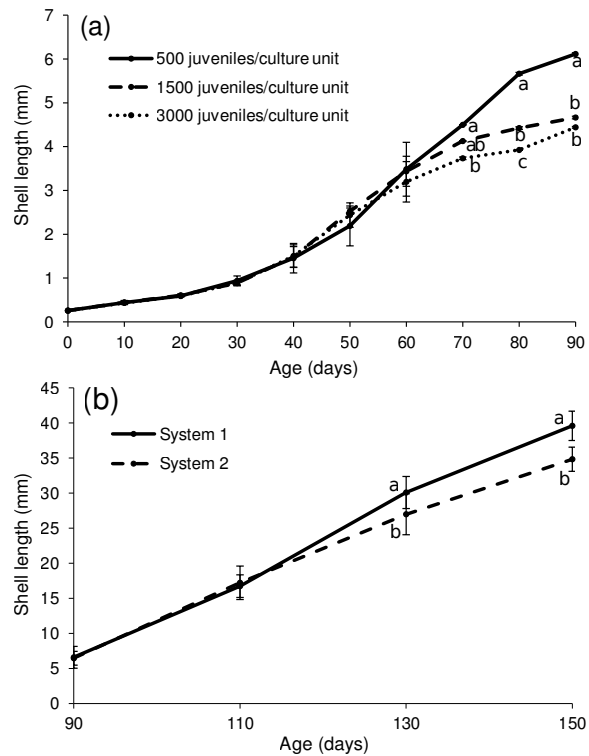 (a)
500 juveniles/culture unit
1500 juveniles/culture unit
3000 juveniles/culture unit
Shell length (mm)
7
6
5
4
3
2
1
0
a
a
a
b
ab
b
b
b
c
b
0 10 20 30 40 50 60 70 80 90
Age (days)
(b)
System 1
System 2
Shell length (mm)
45
40
35
30
25
20
15
10
5
0
a
a
b
b
90 110 130 150
Age (days)